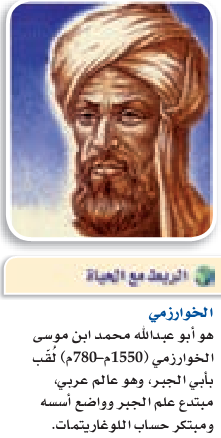 الربط مع الحياة
الخوارزمي
هو أبو عبدالله محمد ابن موسى
الخوارزمي (1550م–780م) لُقّب
بأبي الجبر، وهو عالم عربي،
مبتدع علم الجبر وواضع أسسه
ومبتكر حساب اللوغاريتمات.